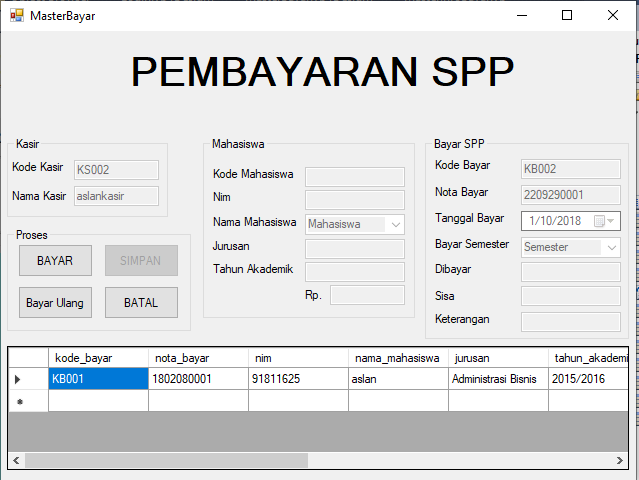 MasterBayar
PEMBAYARAN SPP
Kasir
Kode Kasir KS002
Nama Kasir aslankasir
Proses
BAYAR SIMPAN
Bayar Ulang BATAL
Mahasiswa
Kode Mahasiswa
Nim
Nama Mahasiswa Mahasiswa
Jurusan
Tahun Akademik
Rp.
Bayar SPP
Kode Bayar KB002
Nota Bayar 2209290001
Tanggal Bayar 1/10/2018
Bayar Semester Semester
Dibayar
Sisa
Keterangan
kode_bayar nota_bayar nim nama_mahasiswa jurusan tahun_akademi
KB001 1802080001 91811625 aslan Administrasi Bisnis 2015/2016